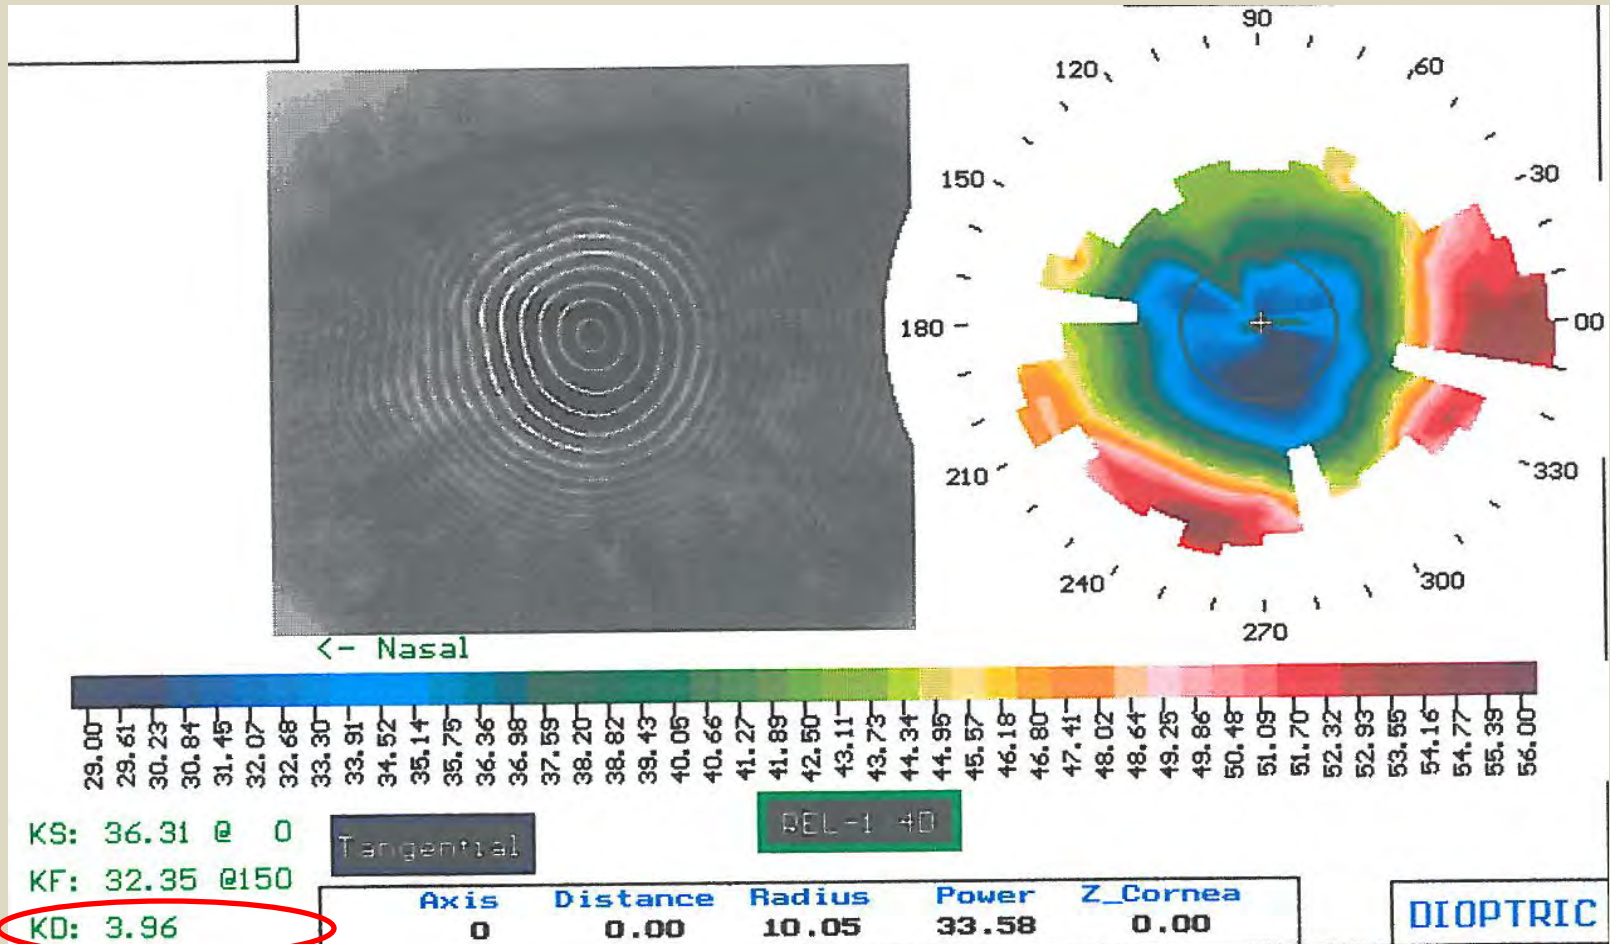 90
120 60
150 30
180 00
210 330
240 300
270
<- Nasal
29.00 29.61 30.23 30.84 31.45 32.07 32.68 33.30 33.91 34.52 35.14 35.75 36.36 36.98 37.59 38.20 38.82 39.43 40.05 40.66 41.27 41.89 42.50 43.11 43.73 44.34 44.95 45.57 46.18 46.80 47.41 48.02 48.64 49.25 49.86 50.48 51.09 51.70 52.32 52.93 53.55 54.16 54.77 55.39 56.00
KS: 36.31 @ 0
Tangential
KF: 32.35 @150
Axis Distance Radius Power Z_Cornea
KD: 3.96
0 0.00 10.05 33.58 0.00
DIOPTRIC